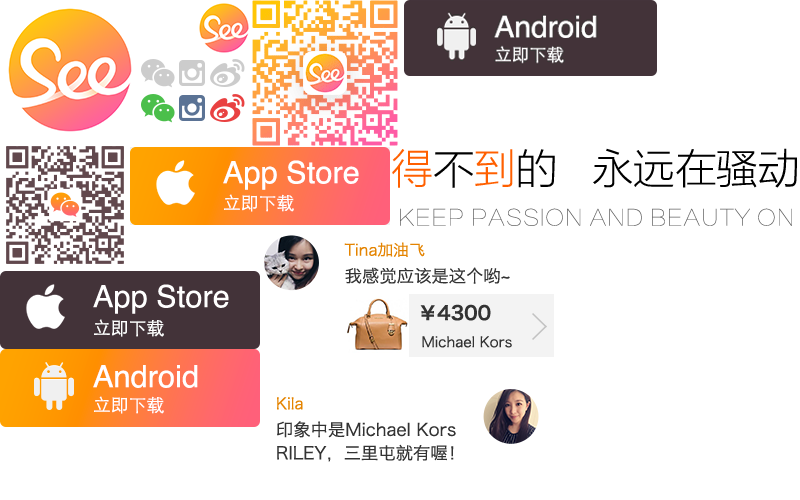 See
See
See
Android
立即下载
App Store
立即下载
得不到的 永远在骚动
KEEP PASSION AND BEAUTY ON
Tina加油飞
我感觉应该是这个哟~
¥4300
Michael Kors
App Store
立即下载
Android
立即下载
Kila
印象中是Michael Kors
RILEY，三里屯就有喔！